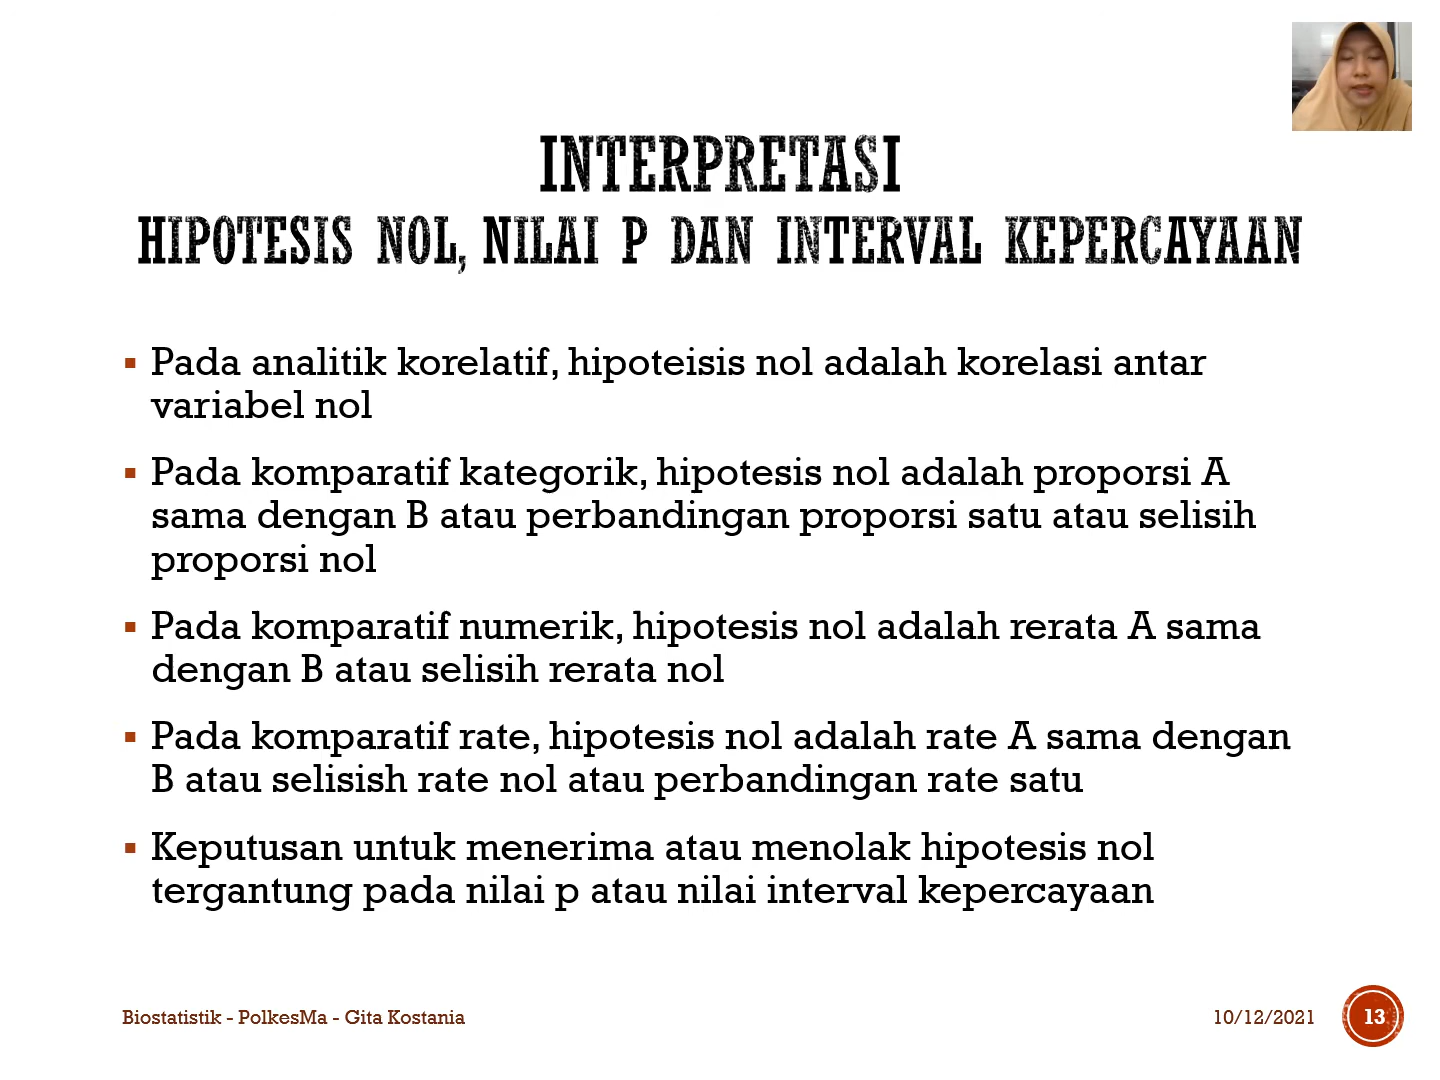 INTERPRETASI
HIPOTESIS NOL, NILAI P DAN INTERVAL KEPERCAYAAN
▪ Pada analitik korelatif, hipoteisis nol adalah korelasi antar
variabel nol
▪ Pada komparatif kategorik, hipotesis nol adalah proporsi A
sama dengan B atau perbandingan proporsi satu atau selisih
proporsi nol
▪ Pada komparatif numerik, hipotesis nol adalah rerata A sama
dengan B atau selisih rerata nol
▪ Pada komparatif rate, hipotesis nol adalah rate A sama dengan
B atau selisish rate nol atau perbandingan rate satu
▪ Keputusan untuk menerima atau menolak hipotesis nol
tergantung pada nilai p atau nilai interval kepercayaan
Biostatistik - PolkesMa - Gita Kostania
10/12/2021
13